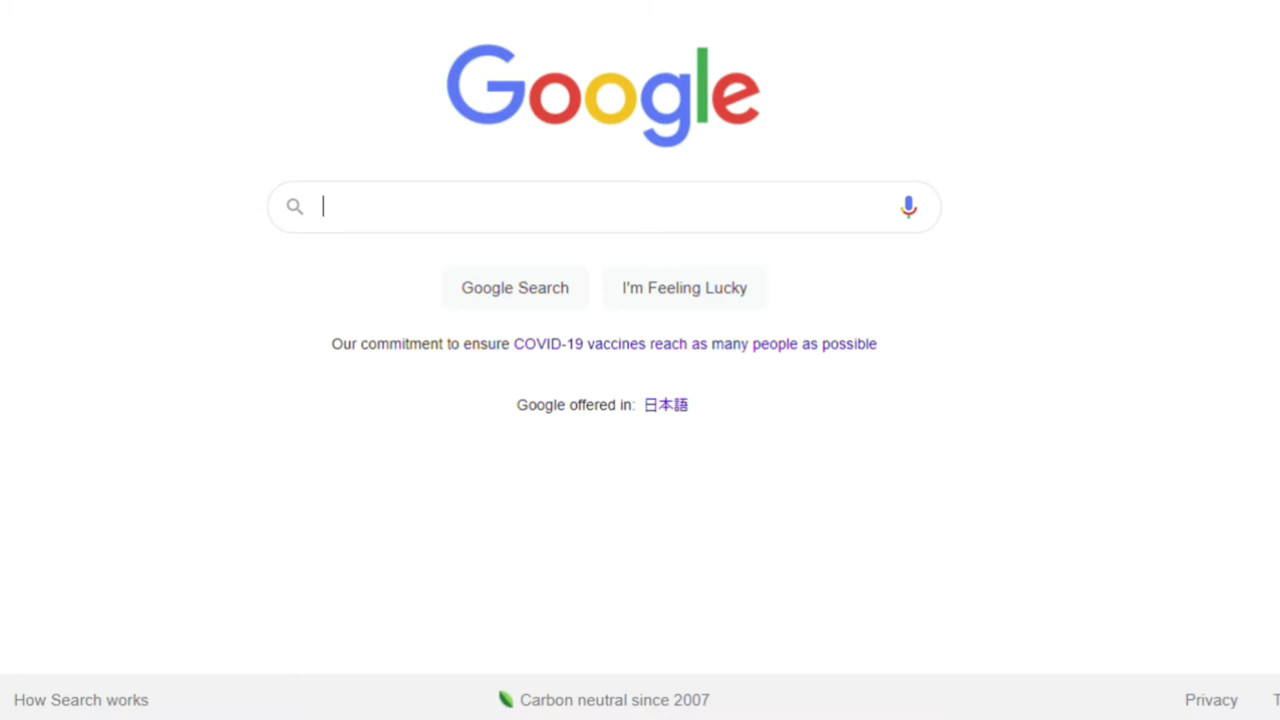 Google
Google Search
I'm Feeling Lucky
Our commitment to ensure COVID-19 vaccines reach as many people as possible
Google offered in: 日本語
How Search works
Carbon neutral since 2007
Privacy